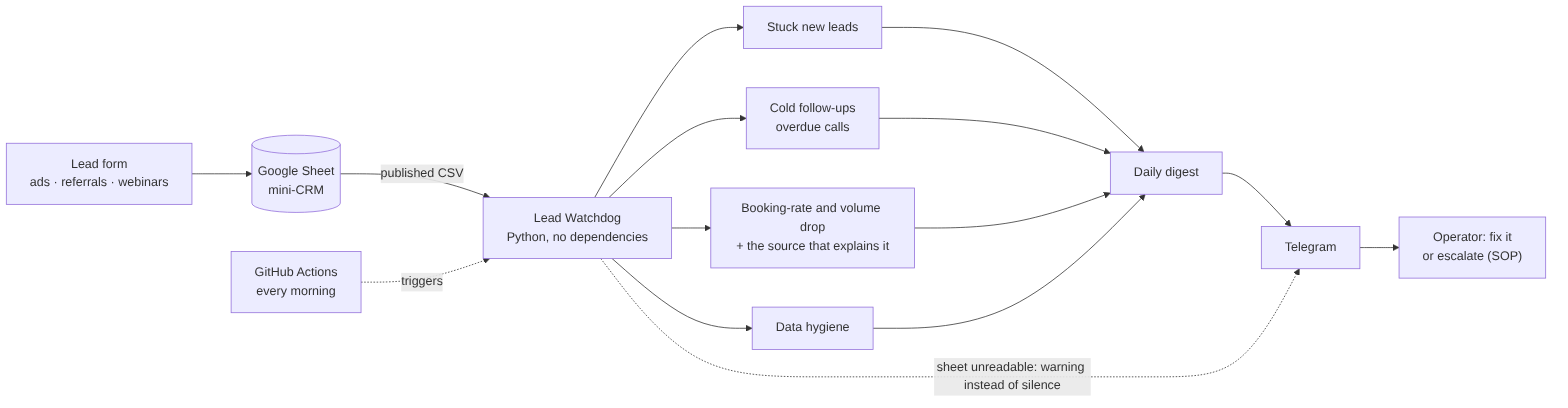 Lead form
ads · referrals · webinars
Google Sheet
mini-CRM
published CSV
GitHub Actions
every morning
triggers
Lead Watchdog
Python, no dependencies
Stuck new leads
Cold follow-ups
overdue calls
Booking-rate and volume
drop
+ the source that explains it
Data hygiene
sheet unreadable: warning
instead of silence
Daily digest
Telegram
Operator: fix it
or escalate (SOP)